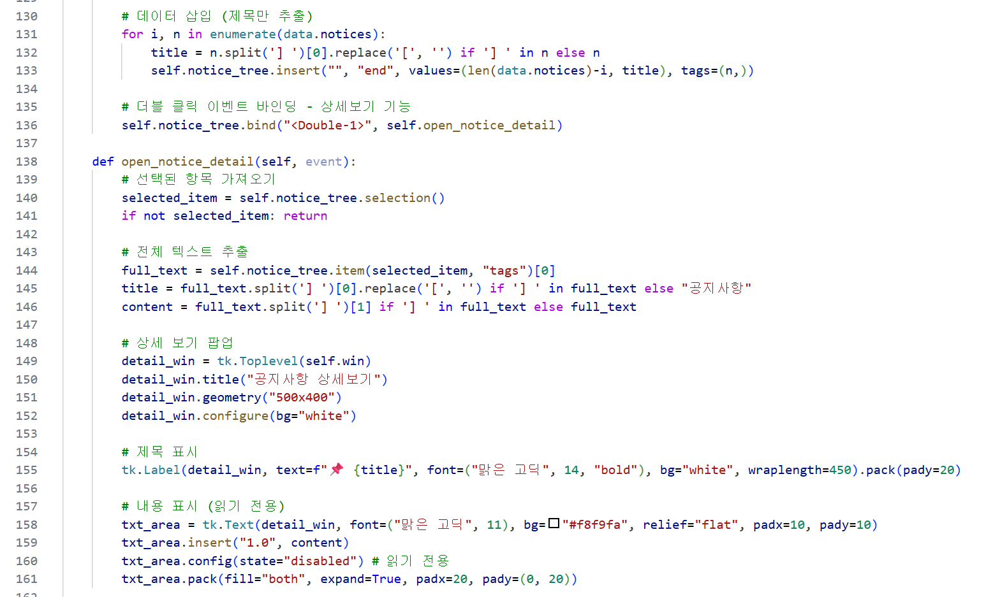 130 # 데이터 삽입 (제목만 추출)
131 for i, n in enumerate(data.notices):
132 title = n.split('] ')[0].replace('[', '') if '] ' in n else n
133 self.notice_tree.insert("", "end", values=(len(data.notices)-i, title), tags=(n,))
134
135 # 더블 클릭 이벤트 바인딩 - 상세보기 기능
136 self.notice_tree.bind("<Double-1>", self.open_notice_detail)
137
138 def open_notice_detail(self, event):
139 # 선택된 항목 가져오기
140 selected_item = self.notice_tree.selection()
141 if not selected_item: return
142
143 # 전체 텍스트 추출
144 full_text = self.notice_tree.item(selected_item, "tags")[0]
145 title = full_text.split('] ')[0].replace('[', '') if '] ' in full_text else "공지사항"
146 content = full_text.split('] ')[1] if '] ' in full_text else full_text
147
148 # 상세 보기 팝업
149 detail_win = tk.Toplevel(self.win)
150 detail_win.title("공지사항 상세보기")
151 detail_win.geometry("500x400")
152 detail_win.configure(bg="white")
153
154 # 제목 표시
155 tk.Label(detail_win, text=f"📌 {title}", font=("맑은 고딕", 14, "bold"), bg="white", wraplength=450).pack(pady=20)
156
157 # 내용 표시 (읽기 전용)
158 txt_area = tk.Text(detail_win, font=("맑은 고딕", 11), bg="#f8f9fa", relief="flat", padx=10, pady=10)
159 txt_area.insert("1.0", content)
160 txt_area.config(state="disabled") # 읽기 전용
161 txt_area.pack(fill="both", expand=True, padx=20, pady=(0, 20))